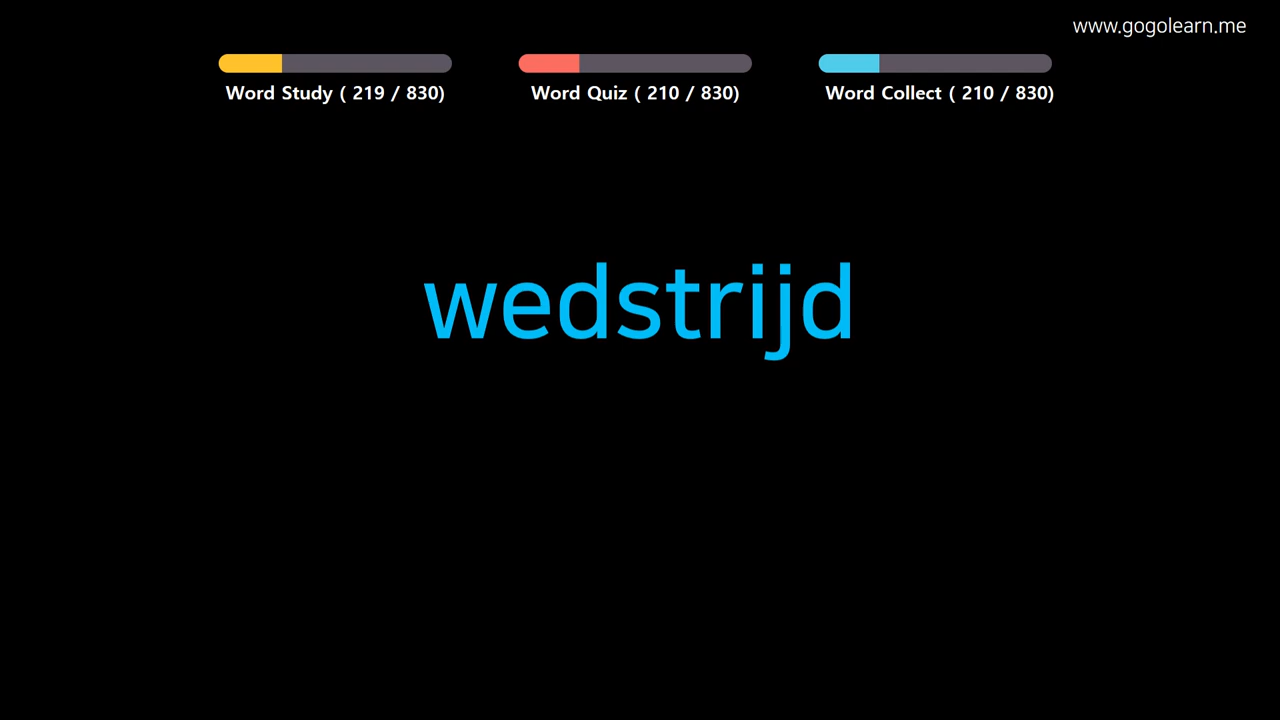 www.gogolearn.me
Word Study ( 219 / 830)
Word Quiz ( 210 / 830)
Word Collect ( 210 / 830)
wedstrijd